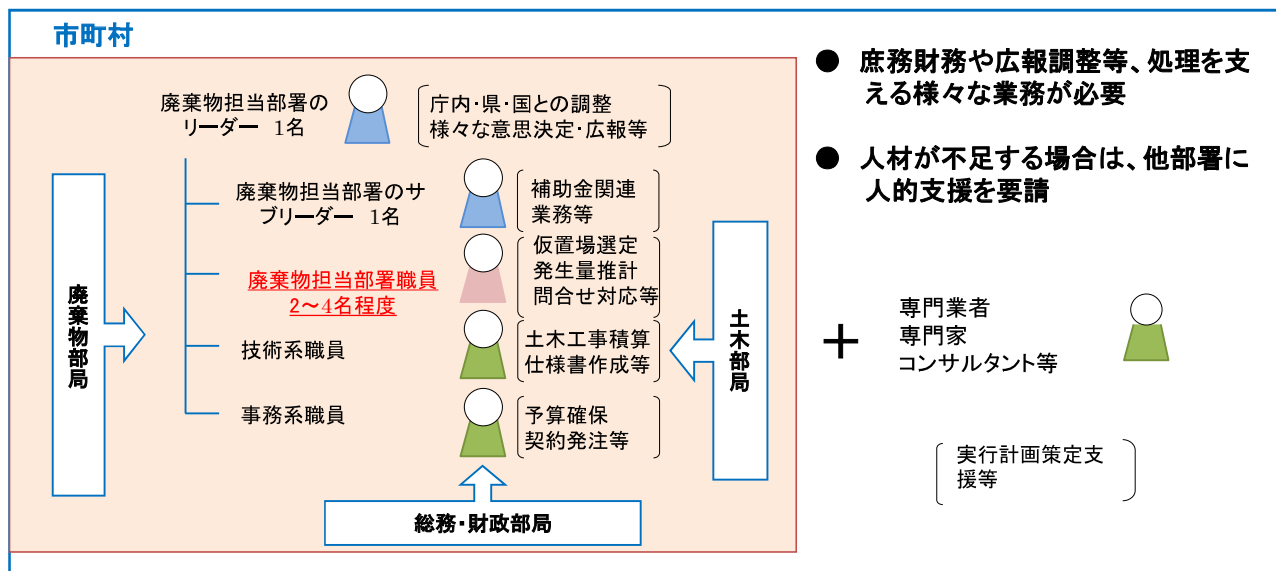 市町村
廃棄物担当部署の
リーダー 1名
庁内・県・国との調整
様々な意思決定・広報等
廃棄物担当部署のサ
ブリーダー 1名
補助金関連
業務等
廃棄物担当部署職員
2～4名程度
仮置場選定
発生量推計
問合せ対応等
技術系職員
土木工事積算
仕様書作成等
事務系職員
予算確保
契約発注等
廃棄物部局
土木部局
総務・財政部局
● 庶務財務や広報調整等、処理を支
える様々な業務が必要
● 人材が不足する場合は、他部署に
人的支援を要請
＋
専門業者
専門家
コンサルタント等
実行計画策定支
援等